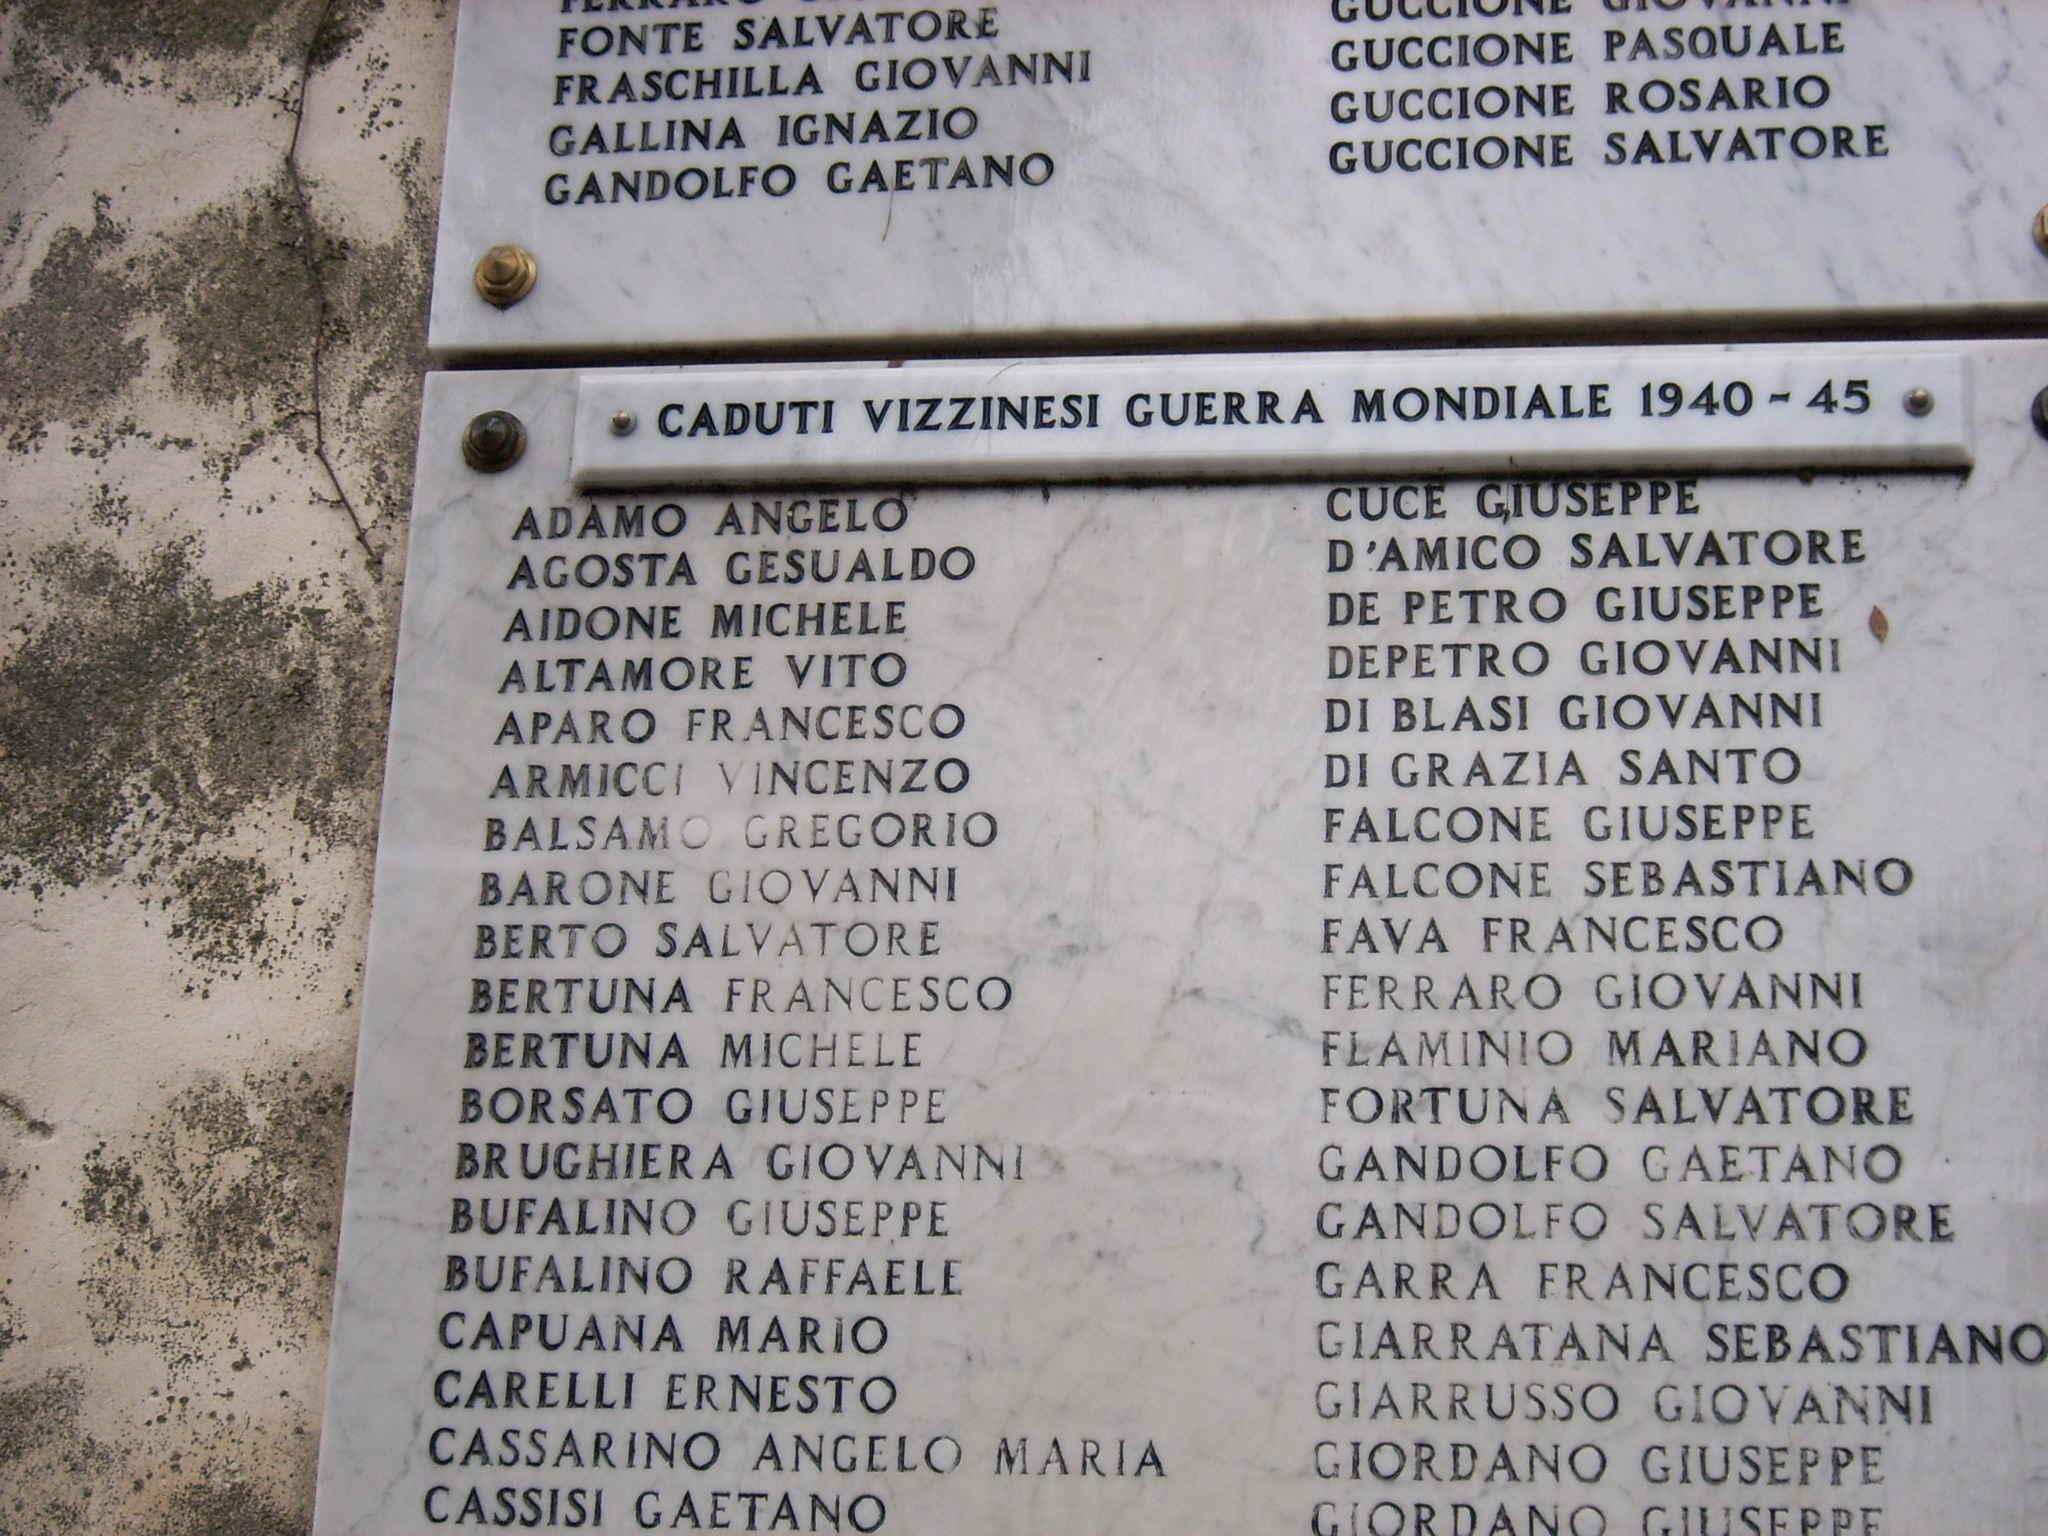 FERRARO
FONTE SALVATORE
FRASCHILLA GIOVANNI
GALLINA IGNAZIO
GANDOLFO GAETANO
GUCCIONE GIOVANNI
GUCCIONE PASQUALE
GUCCIONE ROSARIO
GUCCIONE SALVATORE
CADUTI VIZZINESI GUERRA MONDIALE 1940-45
ADAMO ANGELO
AGOSTA GESUALDO
AIDONE MICHELE
ALTAMORE VITO
APARO FRANCESCO
ARMICCI VINCENZO
BALSAMO GREGORIO
BARONE GIOVANNI
BERTO SALVATORE
BERTUNA FRANCESCO
BERTUNA MICHELE
BORSATO GIUSEPPE
BRUGHIERA GIOVANNI
BUFALINO GIUSEPPE
BUFALINO RAFFAELE
CAPUANA MARIO
CARELLI ERNESTO
CASSARINO ANGELO MARIA
CASSISI GAETANO
CUCE GIUSEPPE
D'AMICO SALVATORE
DE PETRO GIUSEPPE
DEPETRO GIOVANNI
DI BLASI GIOVANNI
DI GRAZIA SANTO
FALCONE GIUSEPPE
FALCONE SEBASTIANO
FAVA FRANCESCO
FERRARO GIOVANNI
FLAMINIO MARIANO
FORTUNA SALVATORE
GANDOLFO GAETANO
GANDOLFO SALVATORE
GARRA FRANCESCO
GIARRATANA SEBASTIANO
GIARRUSSO GIOVANNI
GIORDANO GIUSEPPE
GIORDANO GIUSEPPE